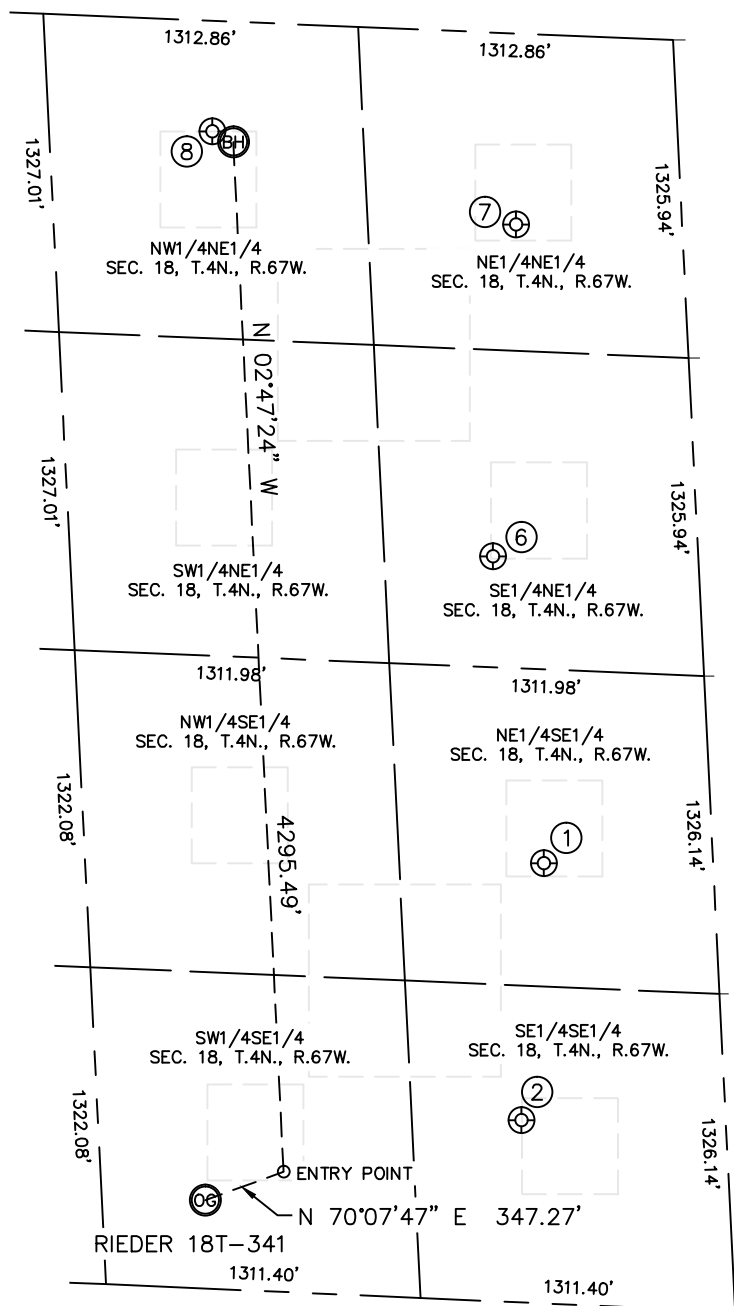 1312.86’
1312.86’
1327.01’
BH
8
1325.94’
7
NW1/4NE1/4
SEC. 18, T.4N., R.67W.
NE1/4NE1/4
SEC. 18, T.4N., R.67W.
N 02°47’24” W
1327.01’
1325.94’
6
SW1/4NE1/4
SEC. 18, T.4N., R.67W.
SE1/4NE1/4
SEC. 18, T.4N., R.67W.
1311.98’
1311.98’
NW1/4SE1/4
SEC. 18, T.4N., R.67W.
NE1/4SE1/4
SEC. 18, T.4N., R.67W.
1322.08’
4295.49’
1326.14’
1
SW1/4SE1/4
SEC. 18, T.4N., R.67W.
SE1/4SE1/4
SEC. 18, T.4N., R.67W.
1322.08’
2
1326.14’
ENTRY POINT
OG
N 70°07’47” E 347.27’
RIEDER 18T-341
1311.40’
1311.40’